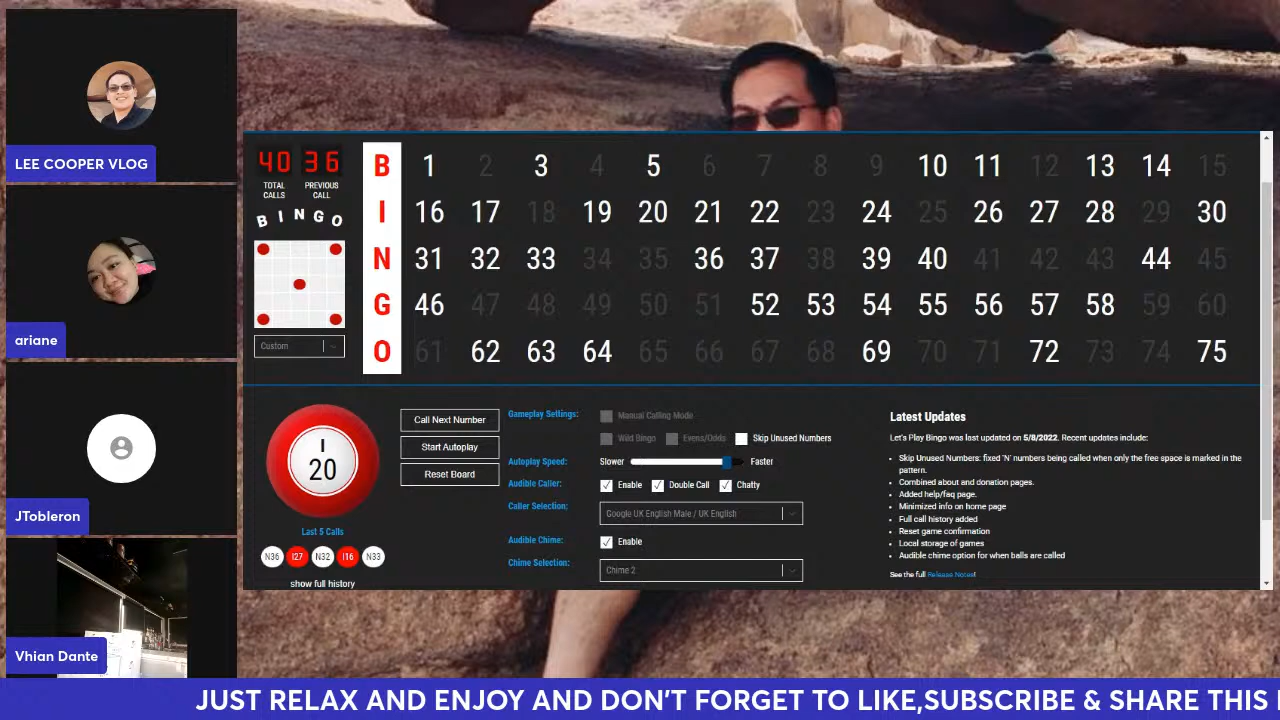 LEE COOPER VLOG
ariane
JTobleron
Vhian Dante
40 36
TOTAL CALLS
PREVIOUS CALL
BINGO
Custom
B 1 2 3 4 5 6 7 8 9 10 11 12 13 14 15
I 16 17 18 19 20 21 22 23 24 25 26 27 28 29 30
N 31 32 33 34 35 36 37 38 39 40 41 42 43 44 45
G 46 47 48 49 50 51 52 53 54 55 56 57 58 59 60
O 61 62 63 64 65 66 67 68 69 70 71 72 73 74 75
I
20
Last 5 Calls
N36 I27 N32 I16 N33
show full history
Call Next Number
Start Autoplay
Reset Board
Gameplay Settings:
Manual Calling Mode
Wild Bingo Evens/Odds Skip Unused Numbers
Autoplay Speed: Slower Faster
Audible Caller: Enable Double Call Chatty
Caller Selection: Google UK English Male / UK English
Audible Chime: Enable
Chime Selection: Chime 2
Latest Updates
Let's Play Bingo was last updated on 5/8/2022. Recent updates include:
Skip Unused Numbers: fixed 'N' numbers being called when only the free space is marked in the
pattern.
Combined about and donation pages.
Added help/faq page.
Minimized info on home page
Full call history added
Reset game confirmation
Local storage of games
Audible chime option for when balls are called
See the full Release Notes!
JUST RELAX AND ENJOY AND DON'T FORGET TO LIKE,SUBSCRIBE & SHARE THIS